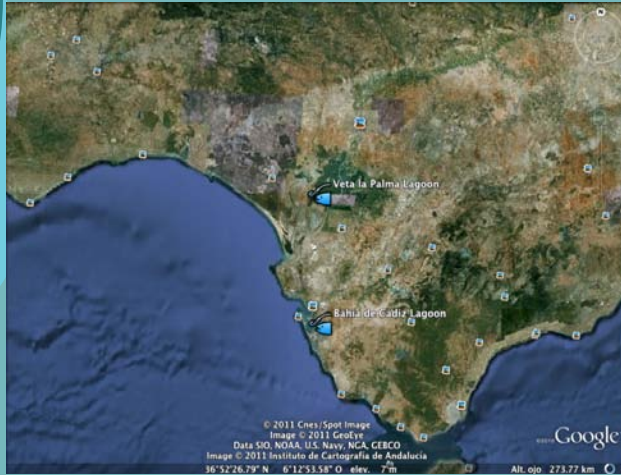 Veta la Palma Lagoon
Bahia de Cadiz Lagoon
© 2011 Cnes/Spot Image
Image © 2011 GeoEye
Data SIO, NOAA, U.S. Navy, NGA, GEBCO
Image © 2011 Instituto de Cartografía de Andalucía
Google
36°52'26.79" N 6°12'53.58" O elev. 7 m
Alt. ojo 273.77 km